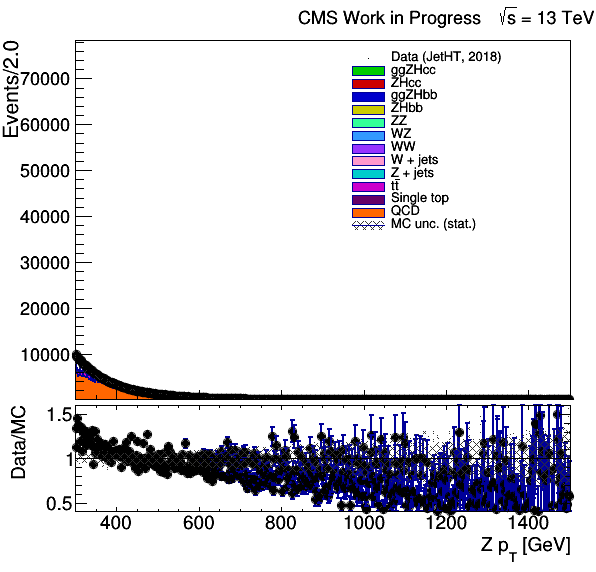 CMS Work in Progress √s = 13 TeV
Events/2.0
Data (JetHT, 2018)
ggZHcc
ZHcc
ggZHbb
ZHbb
ZZ
WZ
WW
W + jets
Z + jets
tt̄
Single top
QCD
MC unc. (stat.)
70000
60000
50000
40000
30000
20000
10000
Data/MC
1.5
1
0.5
400 600 800 1000 1200 1400
Z p_T [GeV]